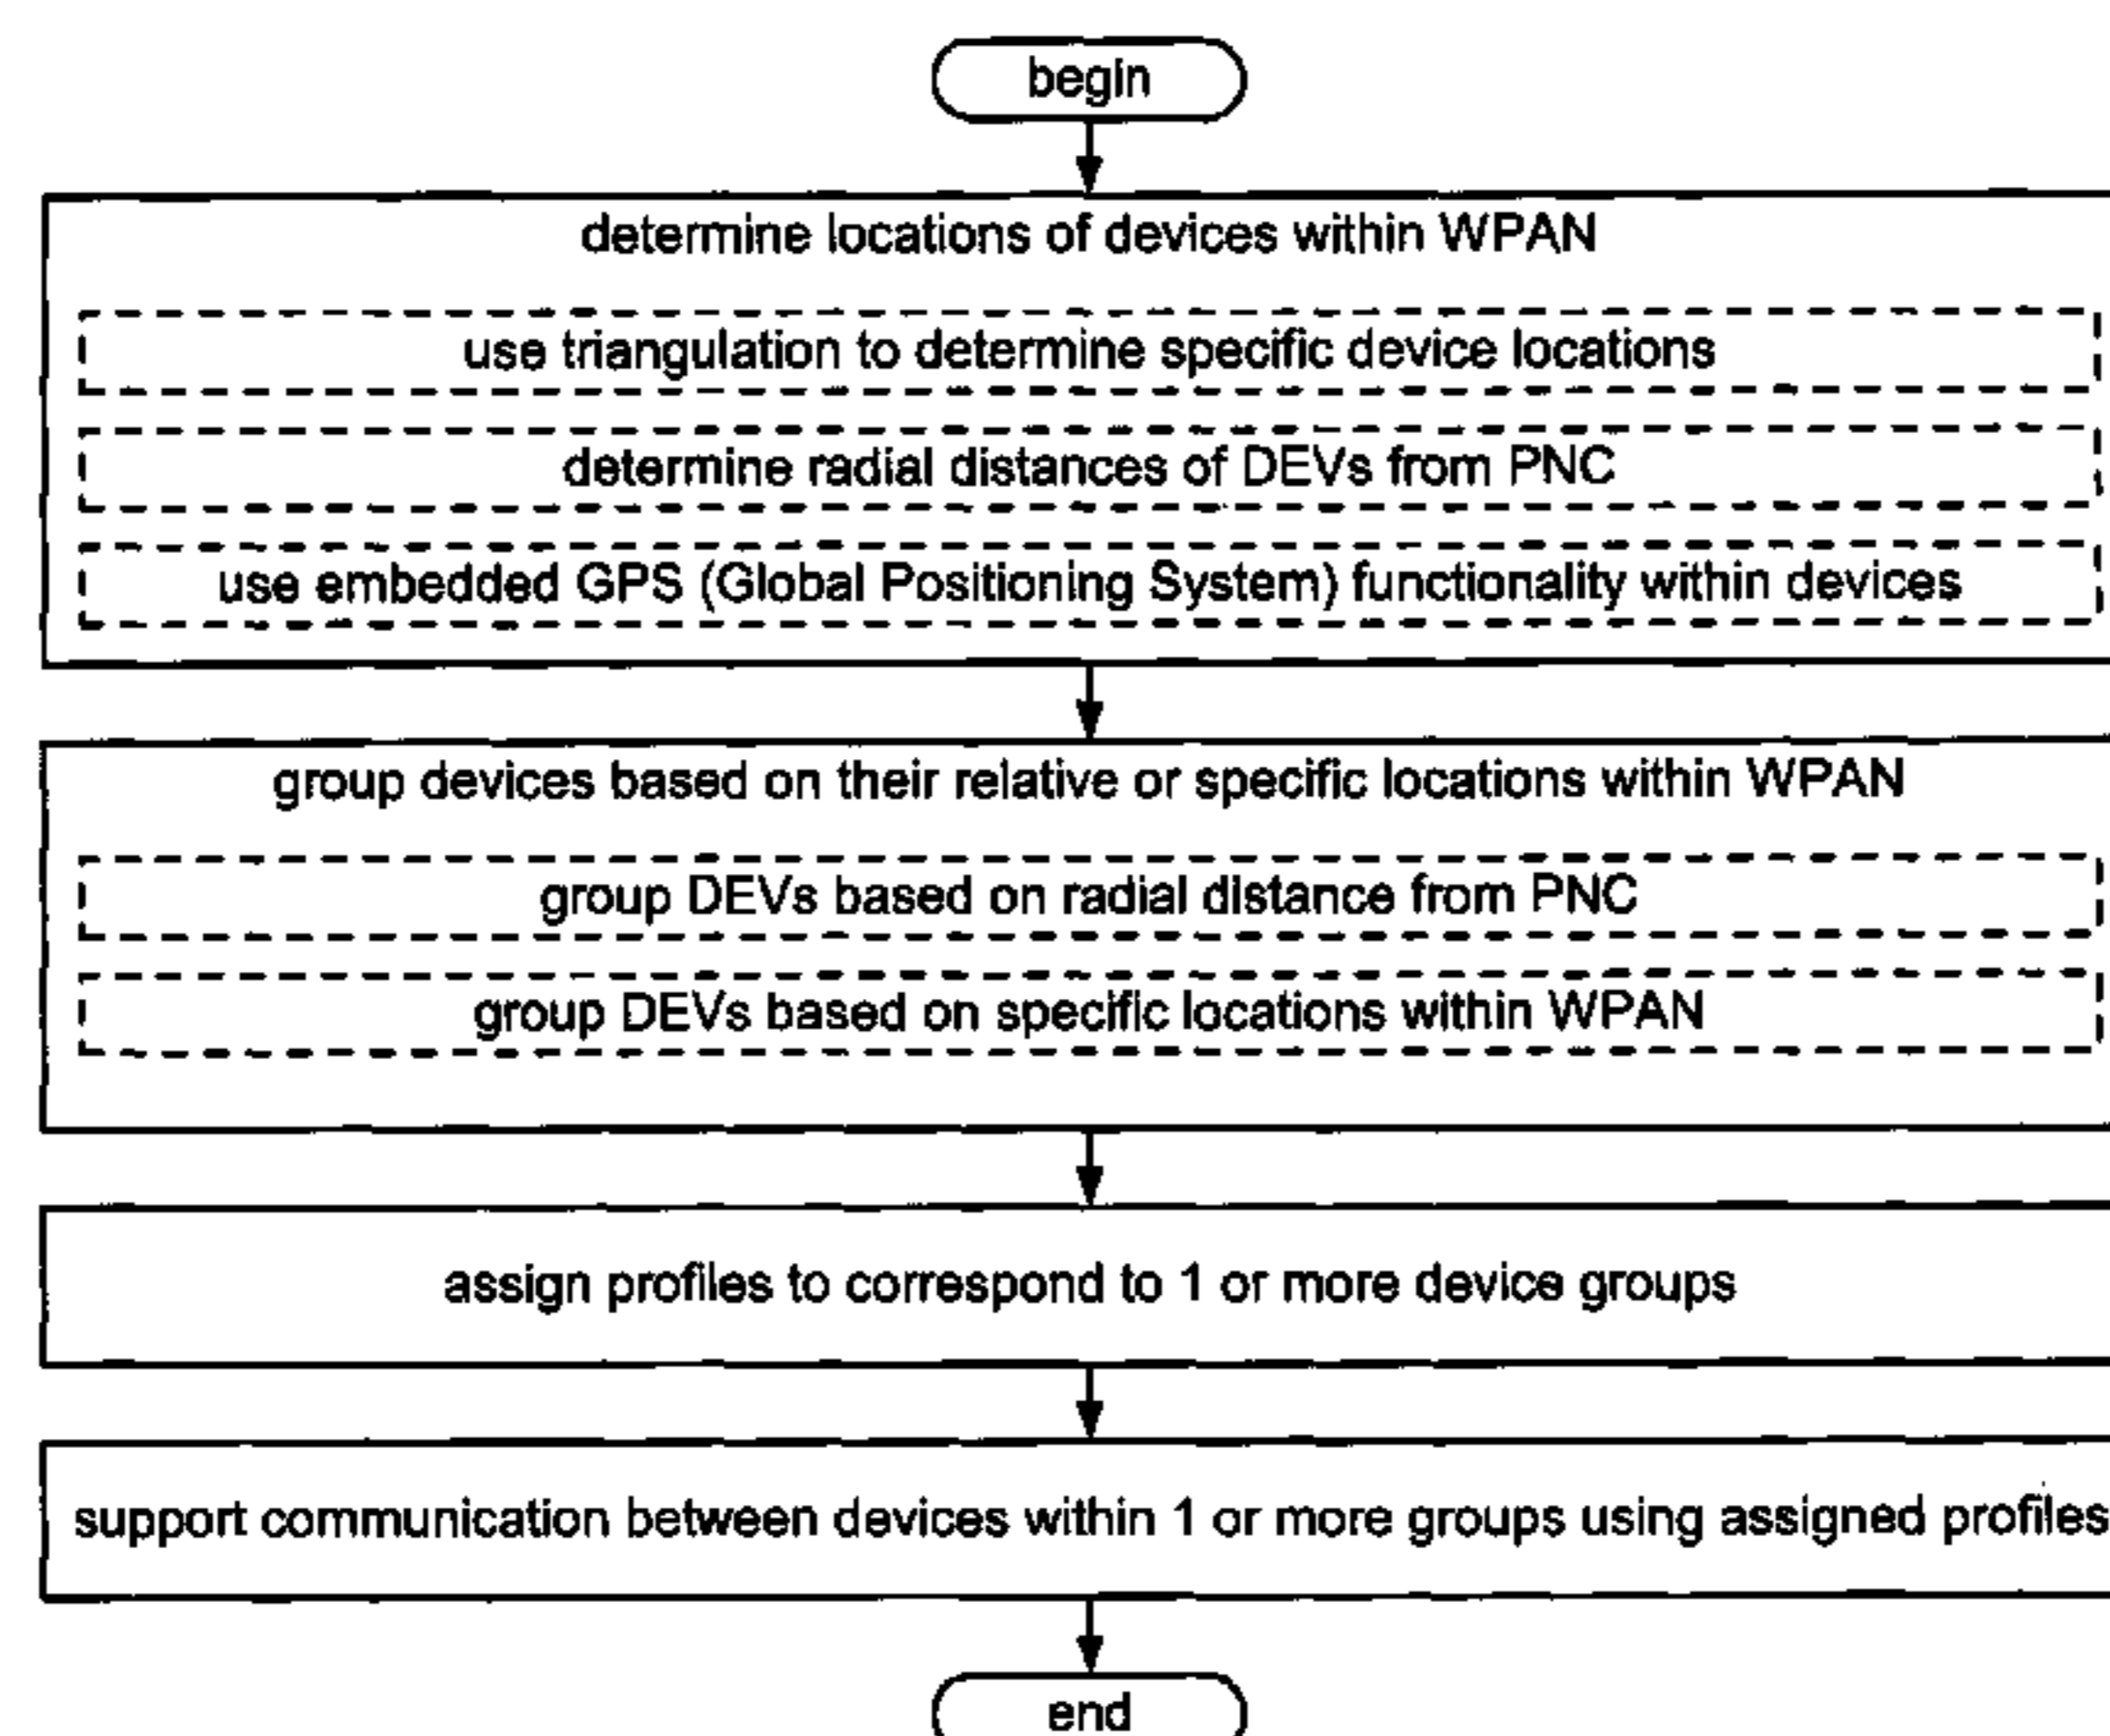 begin
determine locations of devices within WPAN
use triangulation to determine specific device locations
determine radial distances of DEVs from PNC
use embedded GPS (Global Positioning System) functionality within devices
group devices based on their relative or specific locations within WPAN
group DEVs based on radial distance from PNC
group DEVs based on specific locations within WPAN
assign profiles to correspond to 1 or more device groups
support communication between devices within 1 or more groups using assigned profiles
end